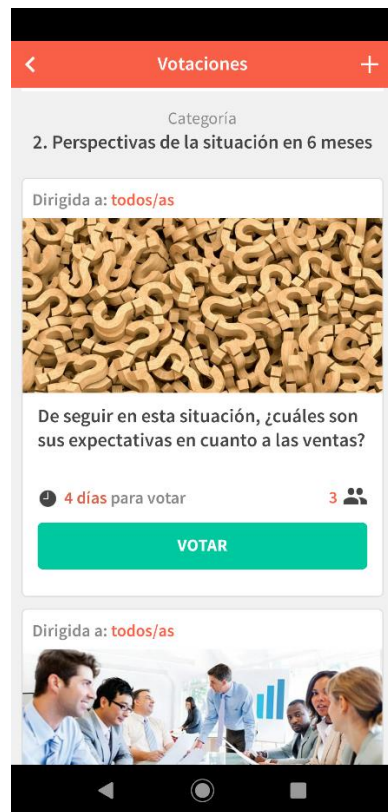 Votaciones
Categoría
2. Perspectivas de la situación en 6 meses
Dirigida a: todos/as
De seguir en esta situación, ¿cuáles son
sus expectativas en cuanto a las ventas?
4 días para votar
3
VOTAR
Dirigida a: todos/as